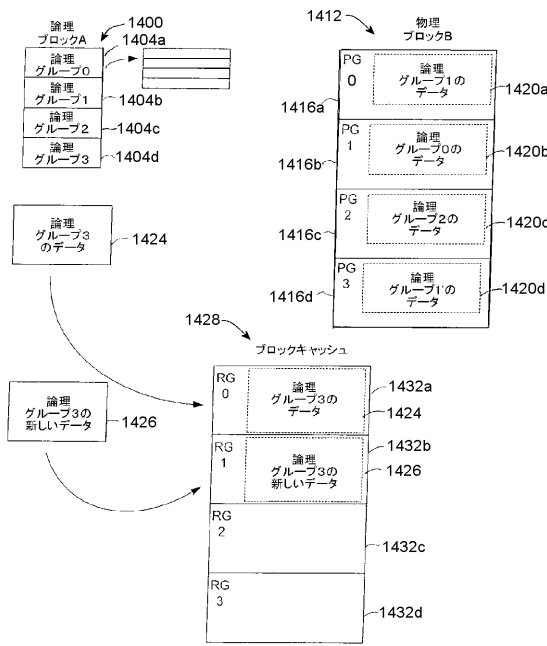 論理
ブロックA
1400
1404a
論理
グループ0
論理
グループ1
1404b
論理
グループ2
1404c
論理
グループ3
1404d
1412
物理
ブロックB
PG
0
論理
グループ1の
データ
1420a
1416a
PG
1
論理
グループ0の
データ
1420b
1416b
PG
2
論理
グループ2の
データ
1420c
1416c
PG
3
論理
グループ1'の
データ
1420d
1416d
論理
グループ3
のデータ
1424
論理
グループ3の
新しいデータ
1426
1428
ブロックキャッシュ
RG
0
論理
グループ3の
データ
1432a
1424
RG
1
論理
グループ3の
新しいデータ
1432b
1426
RG
2
1432c
RG
3
1432d